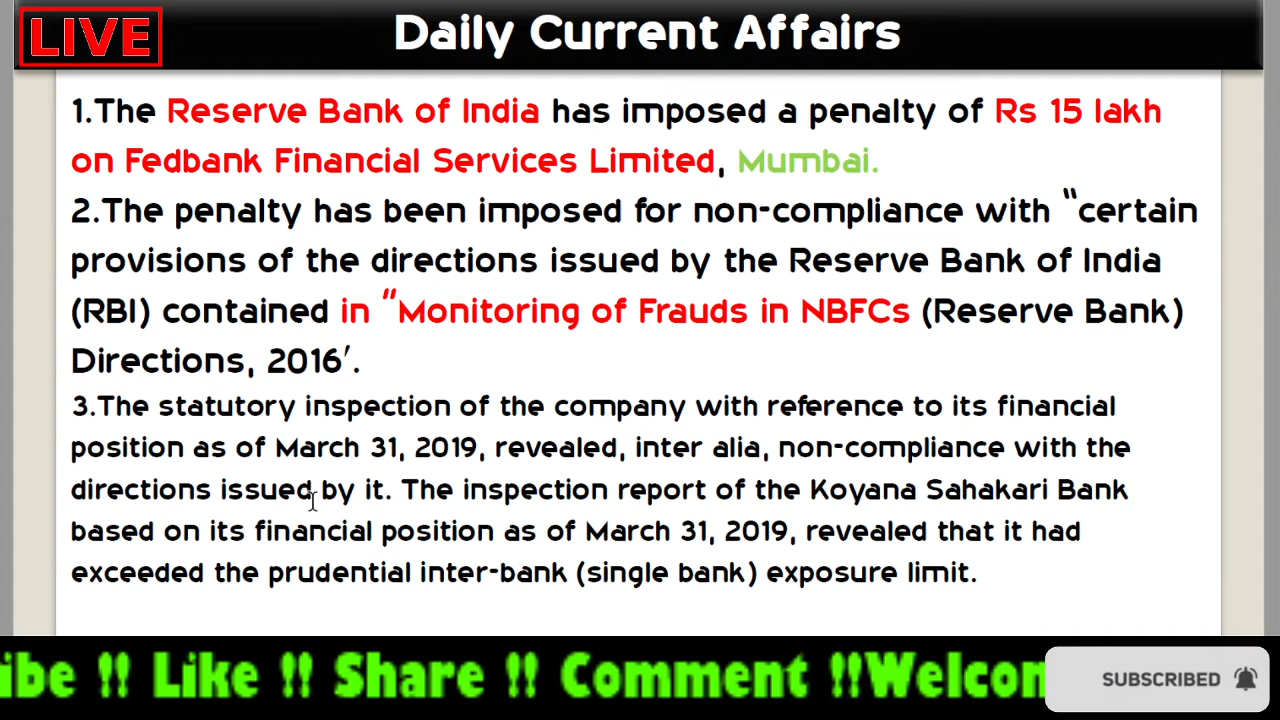 LIVE
Daily Current Affairs
1.The Reserve Bank of India has imposed a penalty of Rs 15 lakh
on Fedbank Financial Services Limited, Mumbai.
2.The penalty has been imposed for non-compliance with "certain
provisions of the directions issued by the Reserve Bank of India
(RBI) contained in "Monitoring of Frauds in NBFCs (Reserve Bank)
Directions, 2016'.
3.The statutory inspection of the company with reference to its financial
position as of March 31, 2019, revealed, inter alia, non-compliance with the
directions issued by it. The inspection report of the Koyana Sahakari Bank
based on its financial position as of March 31, 2019, revealed that it had
exceeded the prudential inter-bank (single bank) exposure limit.
ibe !! Like !! Share !! Comment !!Welcom
SUBSCRIBED